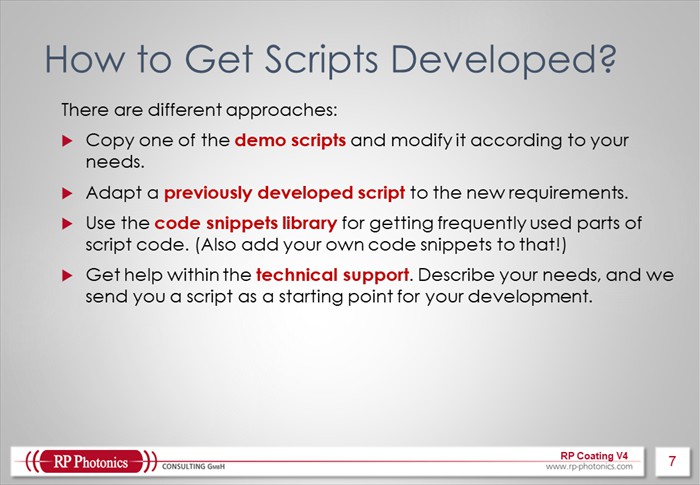 How to Get Scripts Developed?
There are different approaches:
Copy one of the demo scripts and modify it according to your
needs.
Adapt a previously developed script to the new requirements.
Use the code snippets library for getting frequently used parts of
script code. (Also add your own code snippets to that!)
Get help within the technical support. Describe your needs, and we
send you a script as a starting point for your development.
RP Photonics
CONSULTING GMBH
RP Coating V4
www.rp-photonics.com
7